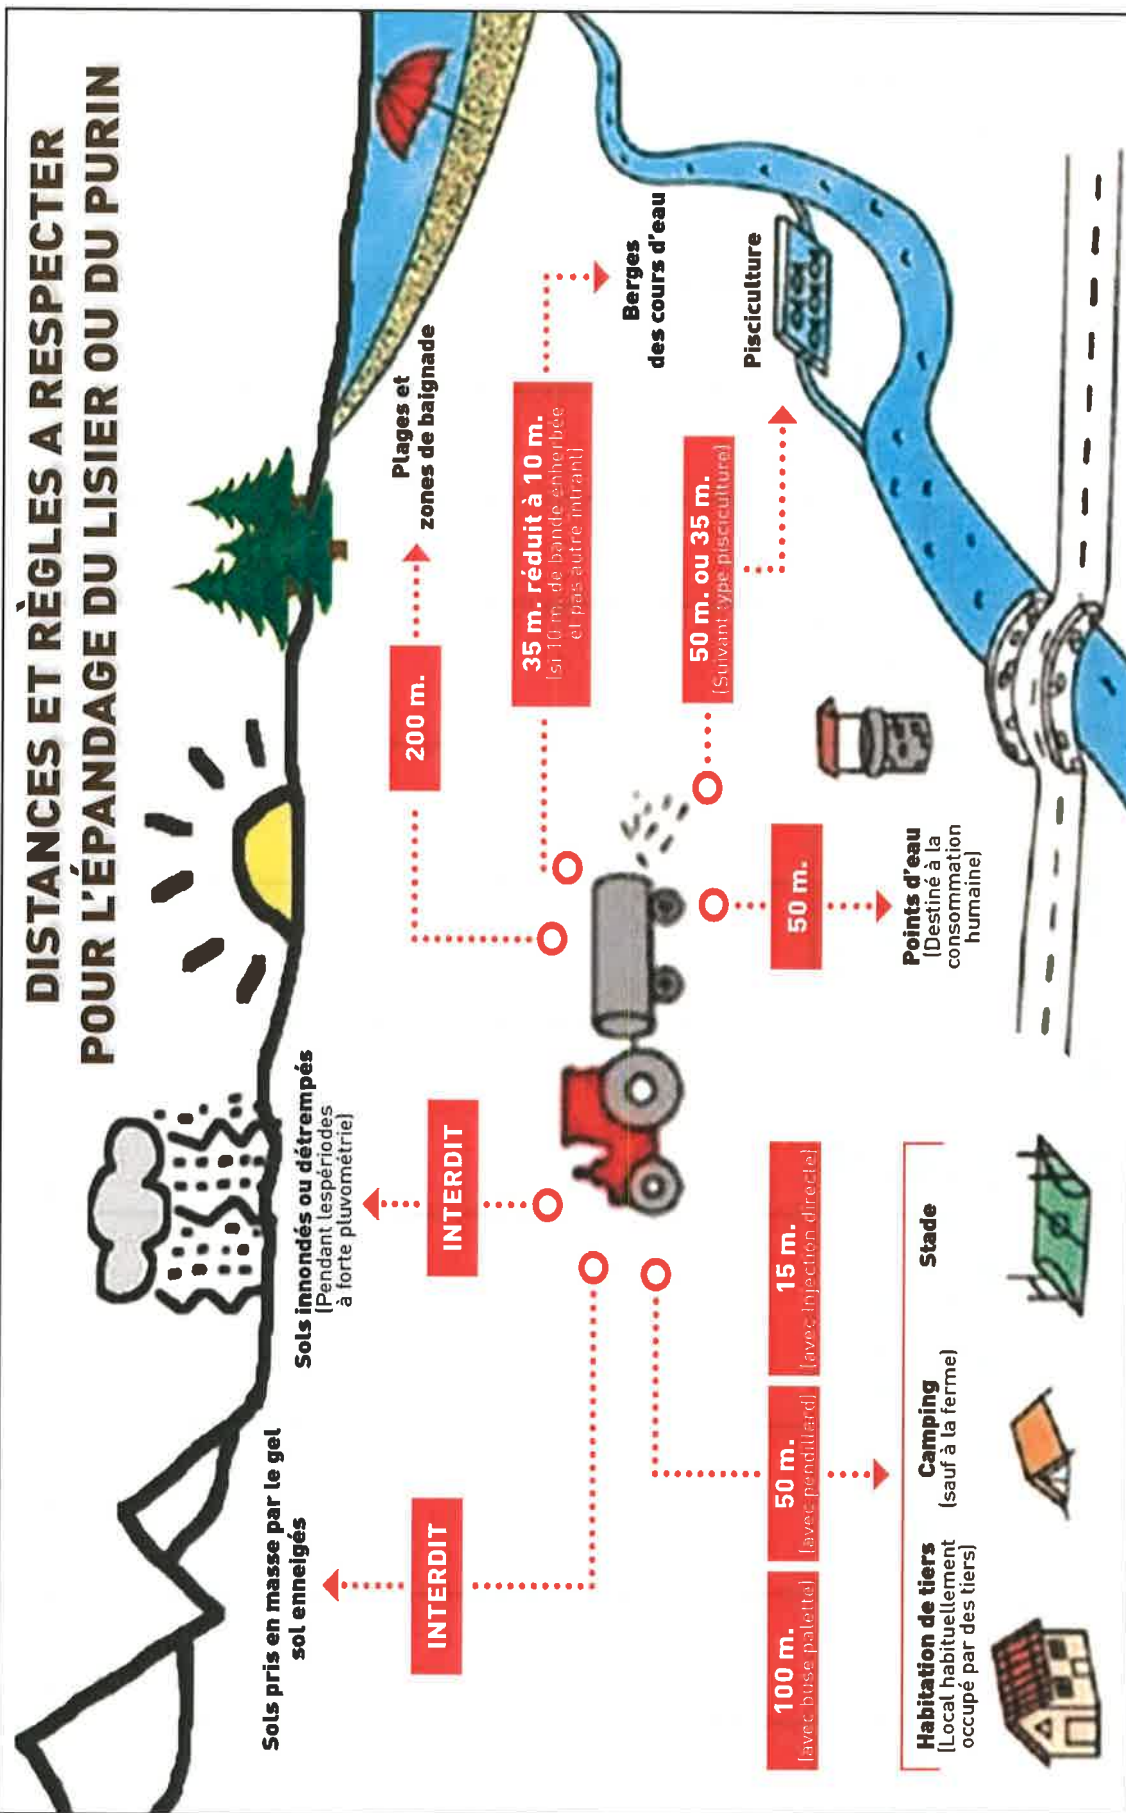 DISTANCES ET RÈGLES A RESPECTER
POUR L'ÉPANDAGE DU LISIER OU DU PURIN
Sols pris en masse par le gel
sol enneigés
INTERDIT
Sols innondés ou détrempés
(Pendant lespériodes
à forte pluvométrie)
INTERDIT
200 m.
Plages et
zones de baignade
35 m. réduit à 10 m.
(si 10 m. de bande enherbée
et pas autre intrant)
Berges
des cours d'eau
50 m. ou 35 m.
(Suivant type pisciculture)
Pisciculture
50 m.
Points d'eau
(Destiné à la
consommation
humaine)
100 m.
(avec buse palette)
50 m.
(avec pendillard)
15 m.
(avec injection directe)
Habitation de tiers
(Local habituellement
occupé par des tiers)
Camping
(sauf à la ferme)
Stade